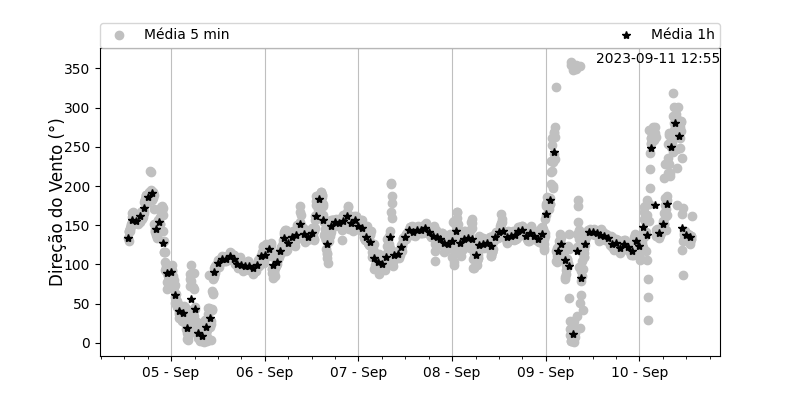 Média 5 min
Média 1h
2023-09-11 12:55
Direção do Vento (°)
350
300
250
200
150
100
50
0
05 - Sep
06 - Sep
07 - Sep
08 - Sep
09 - Sep
10 - Sep